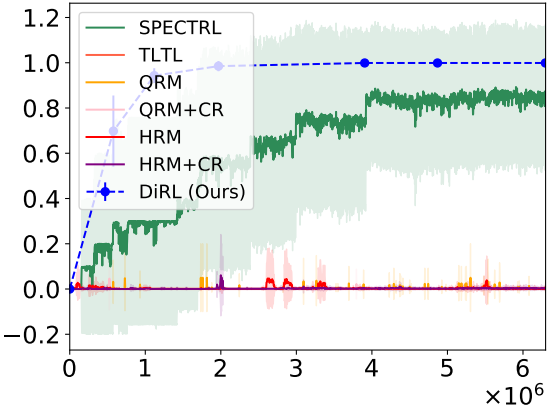 1.2
1.0
0.8
0.6
0.4
0.2
0.0
−0.2
SPECTRL
TLTL
QRM
QRM+CR
HRM
HRM+CR
DiRL (Ours)
0 1 2 3 4 5 6
×10⁶